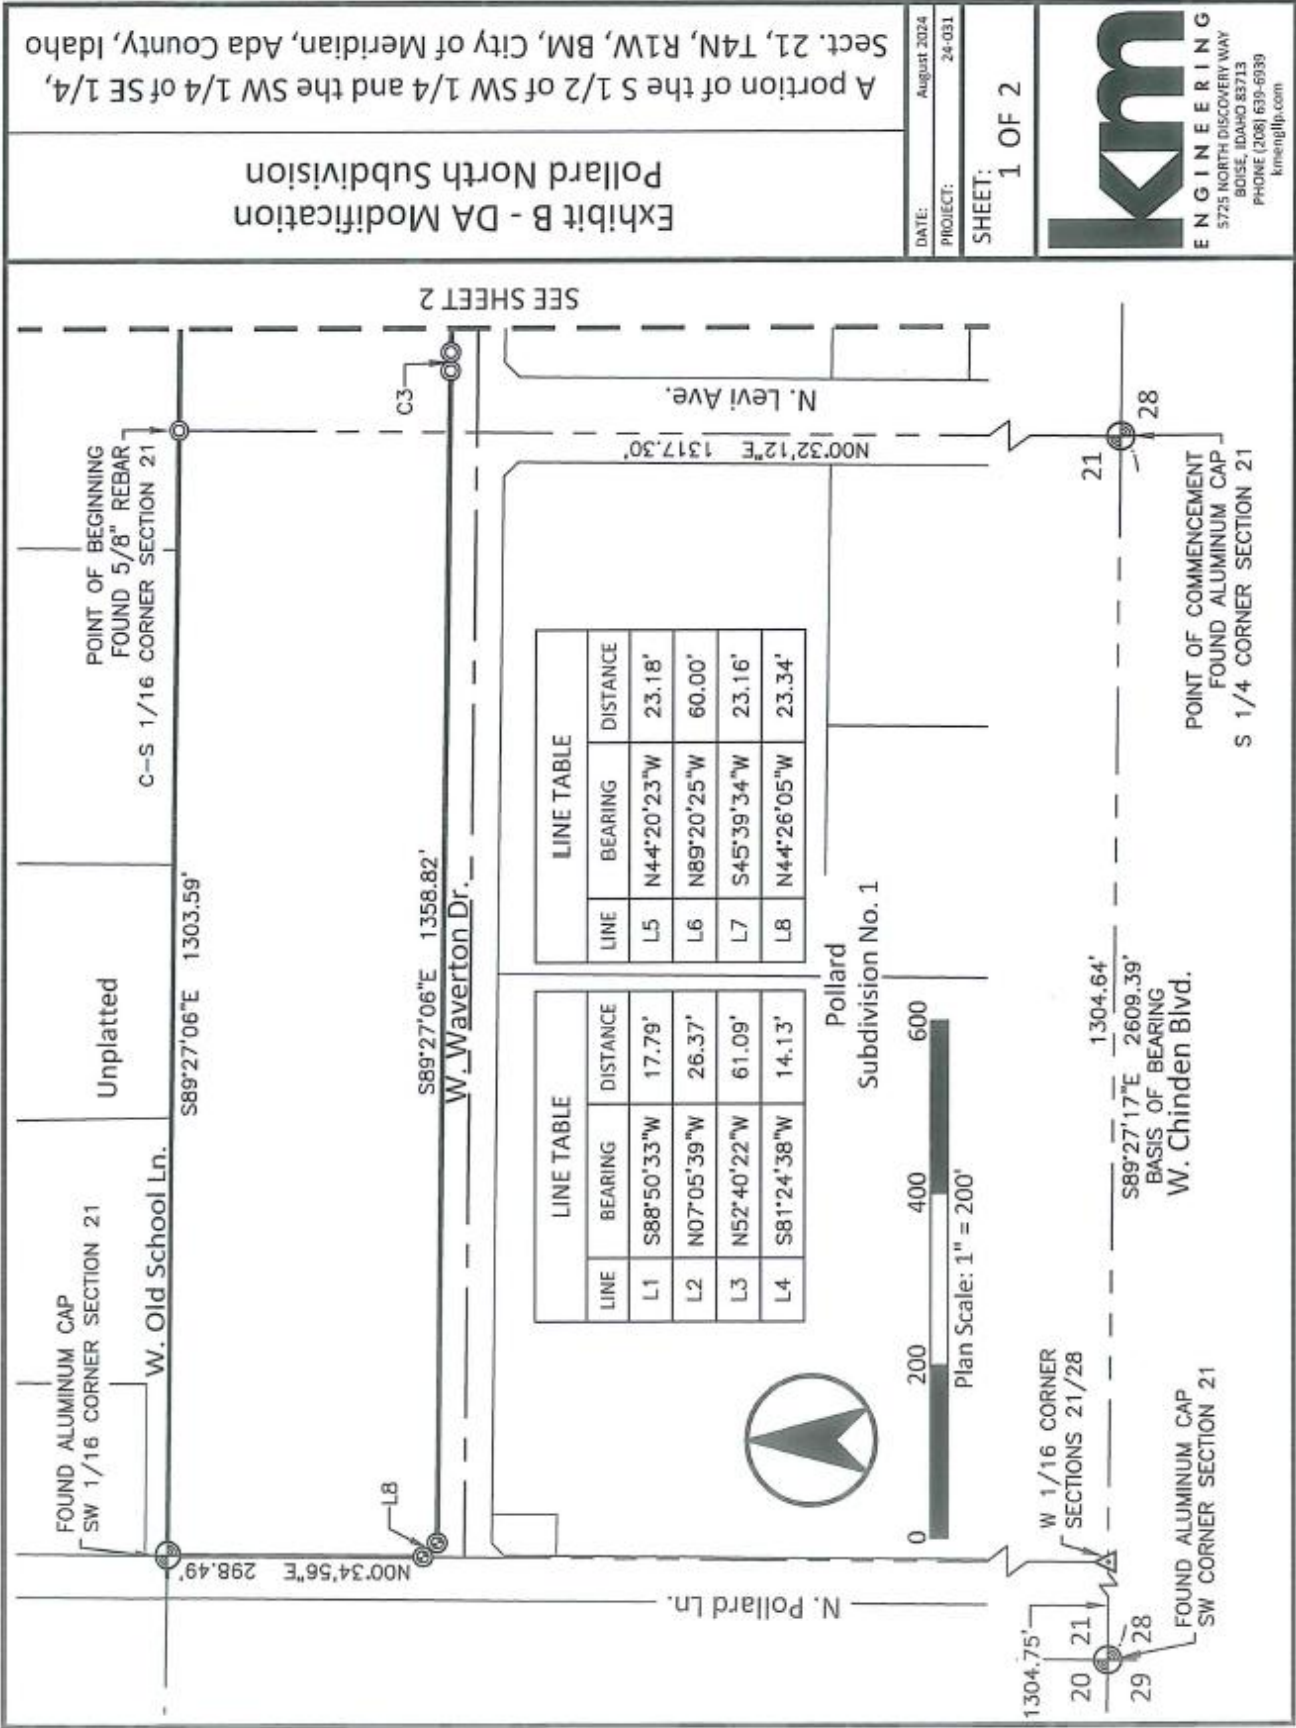 FOUND ALUMINUM CAP
SW 1/16 CORNER SECTION 21
W. Old School Ln.
Unplatted
S89°27'06"E 1303.59'
POINT OF BEGINNING
FOUND 5/8" REBAR
C-S 1/16 CORNER SECTION 21
N00°34'56"E 298.49'
L8
S89°27'06"E 1358.82'
W. Waverton Dr.
C3
SEE SHEET 2
N. Levi Ave.
N00°32'12"E 1317.30'
N. Pollard Ln.
LINE TABLE
LINE BEARING DISTANCE
L1 S88°50'33"W 17.79'
L2 N07°05'39"W 26.37'
L3 N52°40'22"W 61.09'
L4 S81°24'38"W 14.13'
LINE TABLE
LINE BEARING DISTANCE
L5 N44°20'23"W 23.18'
L6 N89°20'25"W 60.00'
L7 S45°39'34"W 23.16'
L8 N44°26'05"W 23.34'
Pollard
Subdivision No. 1
0 200 400 600
Plan Scale: 1" = 200'
W 1/16 CORNER
SECTIONS 21/28
1304.75'
20 21
29 28
FOUND ALUMINUM CAP
SW CORNER SECTION 21
1304.64'
S89°27'17"E 2609.39'
BASIS OF BEARING
W. Chinden Blvd.
21
28
POINT OF COMMENCEMENT
FOUND ALUMINUM CAP
S 1/4 CORNER SECTION 21
Exhibit B - DA Modification
Pollard North Subdivision
A portion of the S 1/2 of SW 1/4 and the SW 1/4 of SE 1/4,
Sect. 21, T4N, R1W, BM, City of Meridian, Ada County, Idaho
DATE: August 2024
PROJECT: 24-031
SHEET:
1 OF 2
km
ENGINEERING
5725 NORTH DISCOVERY WAY
BOISE, IDAHO 83713
PHONE (208) 639-6939
kmengllp.com